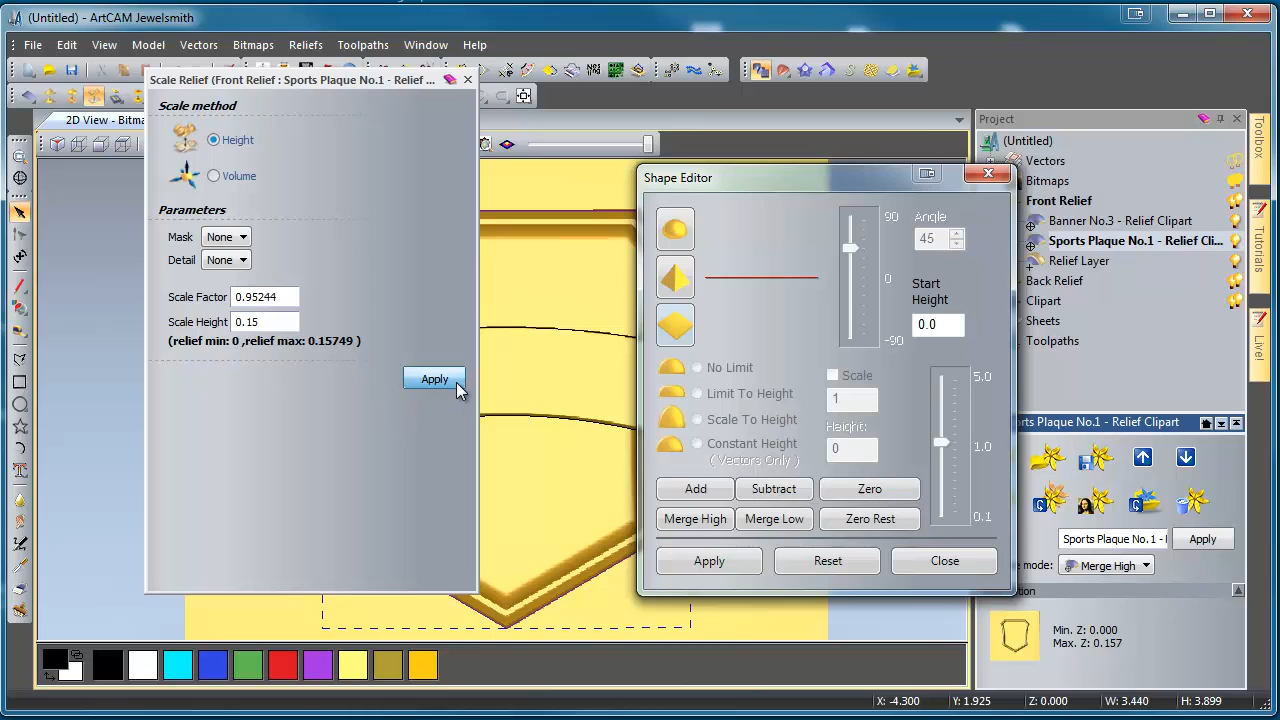 (Untitled) - ArtCAM Jewelsmith
File Edit View Model Vectors Bitmaps Reliefs Toolpaths Window Help
Scale Relief (Front Relief : Sports Plaque No.1 - Relief ...
Scale method
Height
Volume
Parameters
Mask None
Detail None
Scale Factor 0.95244
Scale Height 0.15
(relief min: 0 ,relief max: 0.15749 )
Apply
2D View - Bitma
Shape Editor
90
0
-90
Angle
45
Start
Height
0.0
No Limit
Limit To Height
Scale To Height
Constant Height
( Vectors Only )
Scale
1
Height:
0
5.0
1.0
0.1
Add Subtract Zero
Merge High Merge Low Zero Rest
Apply Reset Close
Project
(Untitled)
Vectors
Bitmaps
Front Relief
Banner No.3 - Relief Clipart
Sports Plaque No.1 - Relief Cli...
Relief Layer
Back Relief
Clipart
Sheets
Toolpaths
Toolbox
Tutorials
Live!
orts Plaque No.1 - Relief Clipart
Sports Plaque No. 1 - Apply
e mode: Merge High
Min. Z: 0.000
Max. Z: 0.157
X: -4.300 Y: 1.925 Z: 0.000 W: 3.440 H: 3.899